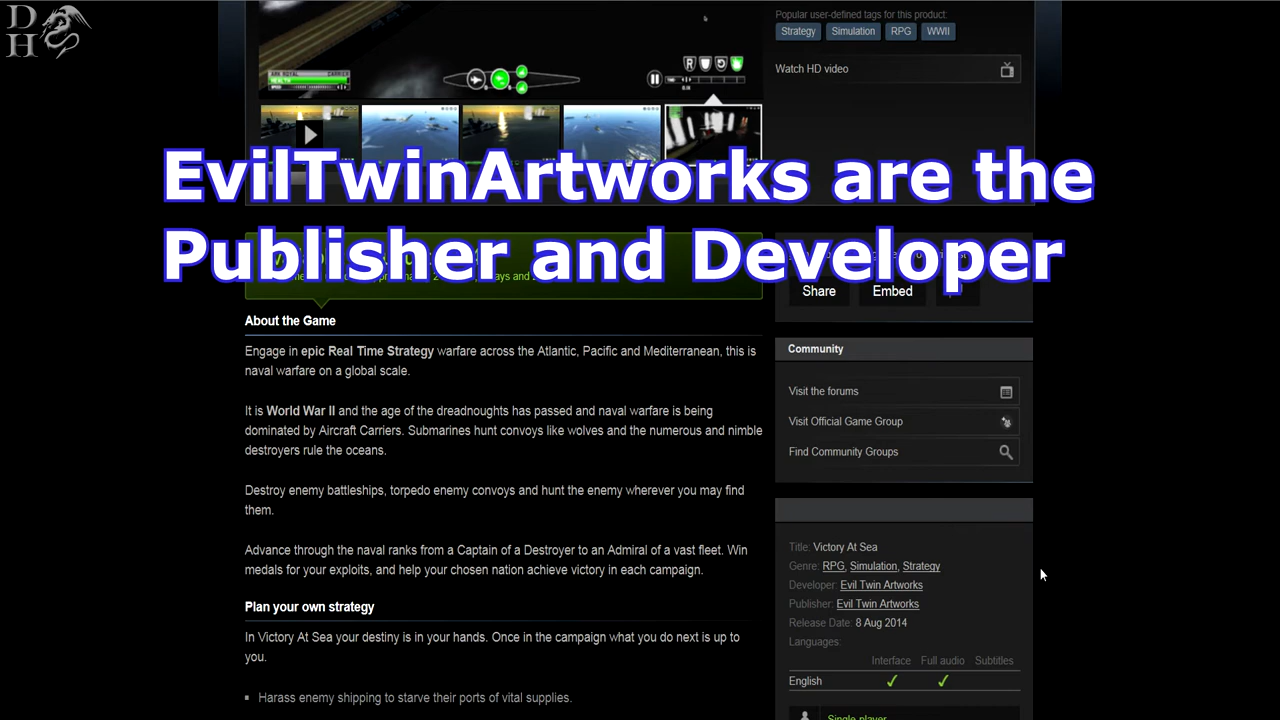 D
H
Popular user-defined tags for this product:
Strategy Simulation RPG WWII
Watch HD video
ARK ROYAL CARRIER
HEALTH
R
EvilTwinArtworks are the
Publisher and Developer
Share Embed
About the Game
Engage in epic Real Time Strategy warfare across the Atlantic, Pacific and Mediterranean, this is
naval warfare on a global scale.
It is World War II and the age of the dreadnoughts has passed and naval warfare is being
dominated by Aircraft Carriers. Submarines hunt convoys like wolves and the numerous and nimble
destroyers rule the oceans.
Destroy enemy battleships, torpedo enemy convoys and hunt the enemy wherever you may find
them.
Advance through the naval ranks from a Captain of a Destroyer to an Admiral of a vast fleet. Win
medals for your exploits, and help your chosen nation achieve victory in each campaign.
Plan your own strategy
In Victory At Sea your destiny is in your hands. Once in the campaign what you do next is up to
you.
Harass enemy shipping to starve their ports of vital supplies.
Community
Visit the forums
Visit Official Game Group
Find Community Groups
Title: Victory At Sea
Genre: RPG, Simulation, Strategy
Developer: Evil Twin Artworks
Publisher: Evil Twin Artworks
Release Date: 8 Aug 2014
Languages:
Interface Full audio Subtitles
English ✓ ✓
Single-player